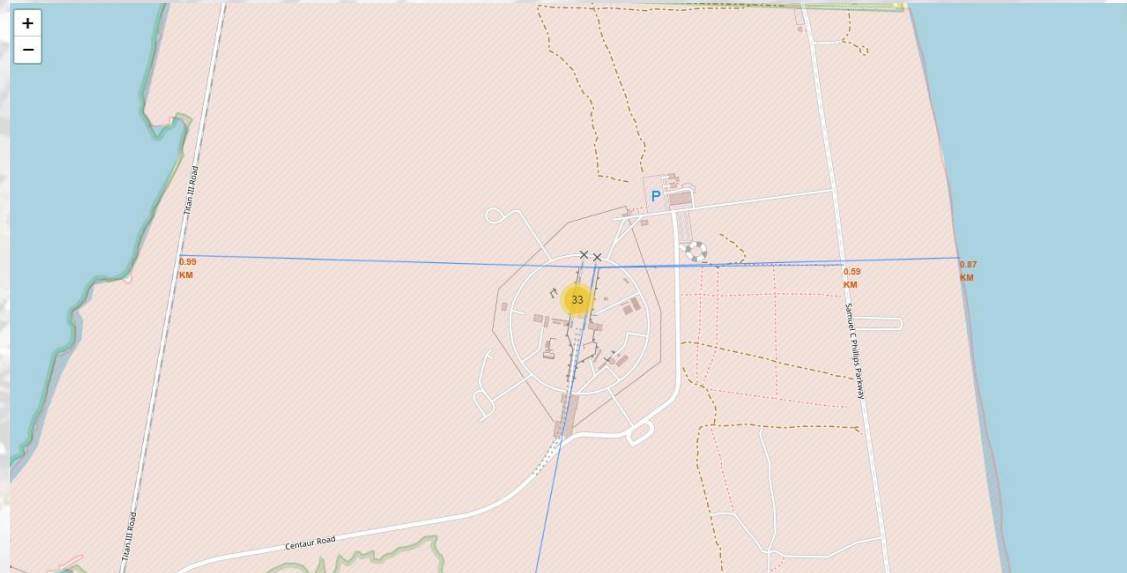 +
−
P
Titan III Road
0.99
KM
0.87
KM
0.59
KM
33
Samuel C Phillips Parkway
Titan III Road
Centaur Road